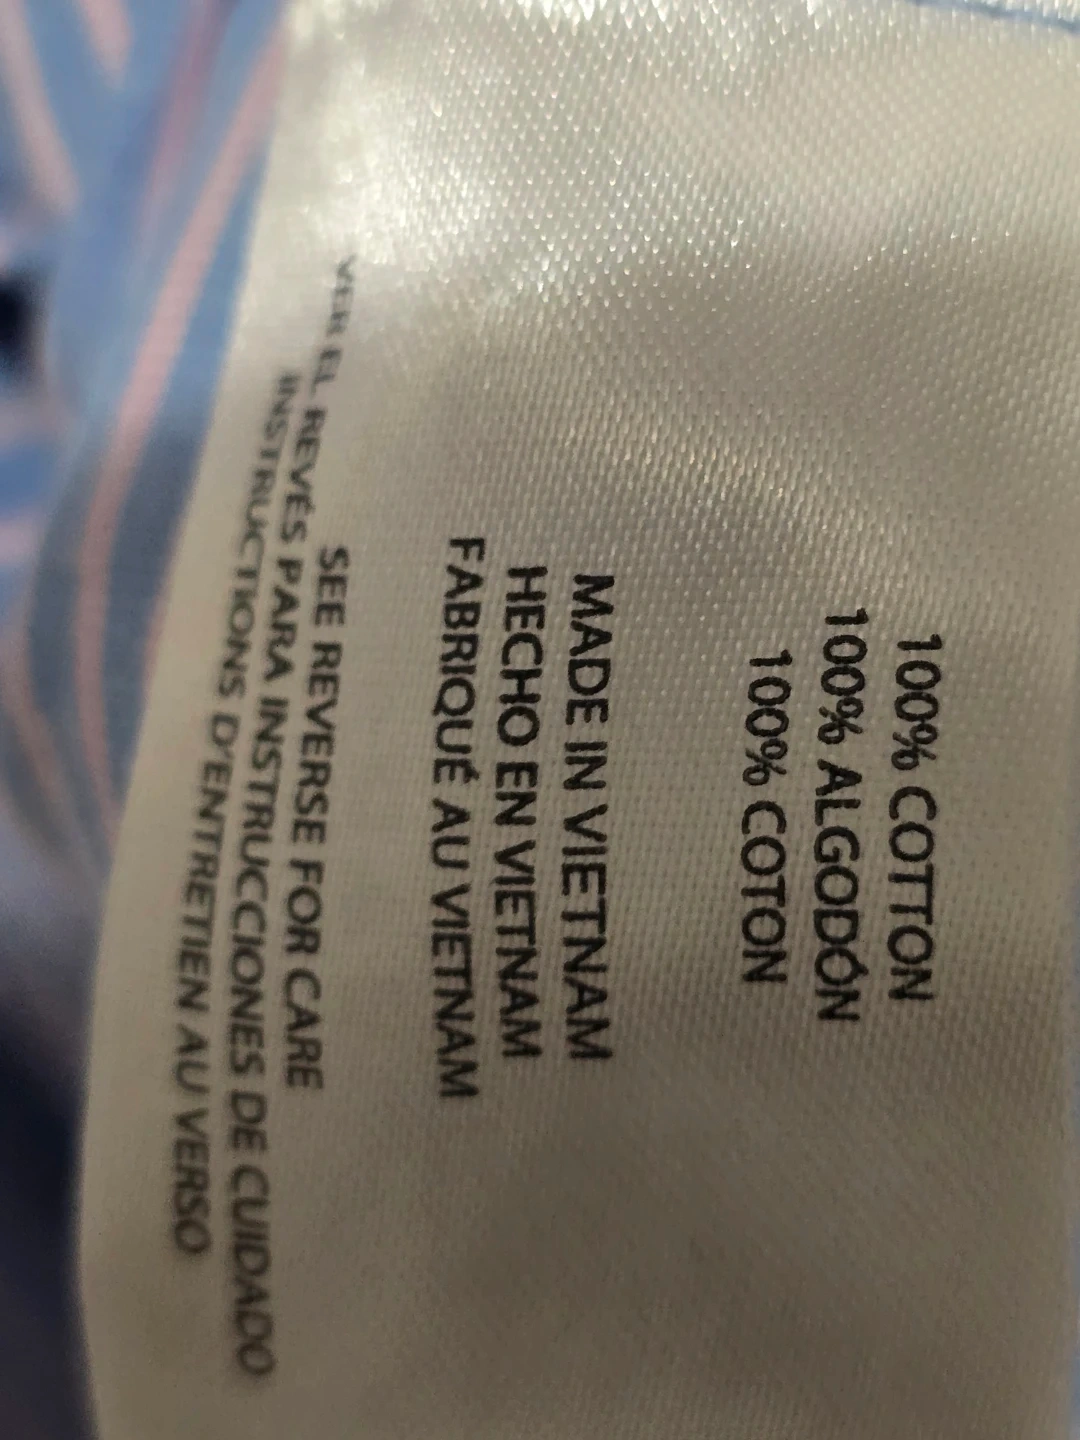 100% COTTON
100% ALGODÓN
100% COTON
MADE IN VIETNAM
HECHO EN VIETNAM
FABRIQUÉ AU VIETNAM
SEE REVERSE FOR CARE
VER EL REVÉS PARA INSTRUCCIONES DE CUIDADO
INSTRUCTIONS D'ENTRETIEN AU VERSO